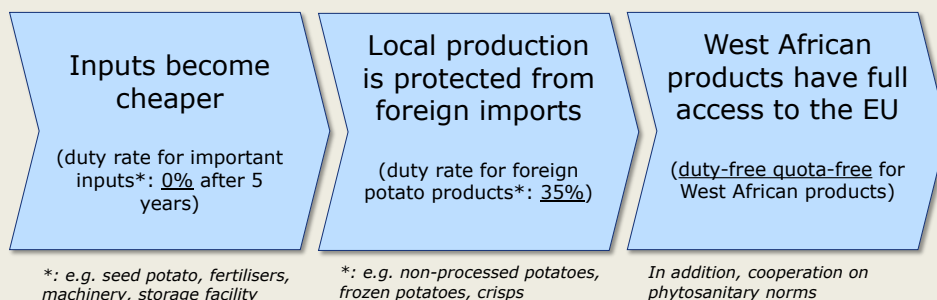 Inputs become
cheaper
(duty rate for important
inputs*: 0% after 5
years)
*: e.g. seed potato, fertilisers,
machinery, storage facility
Local production
is protected from
foreign imports
(duty rate for foreign
potato products*: 35%)
*: e.g. non-processed potatoes,
frozen potatoes, crisps
West African
products have full
access to the EU
(duty-free quota-free for
West African products)
In addition, cooperation on
phytosanitary norms